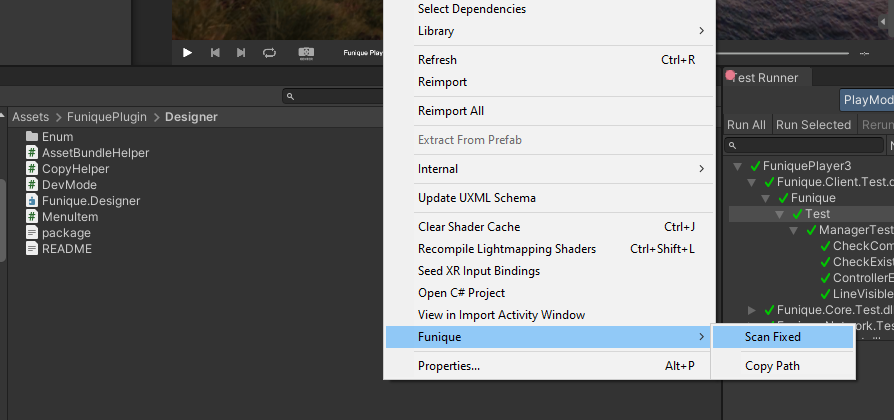 Select Dependencies
Library
Refresh Ctrl+R
Reimport
Reimport All
Extract From Prefab
Internal
Update UXML Schema
Clear Shader Cache Ctrl+J
Recompile Lightmapping Shaders Ctrl+Shift+L
Seed XR Input Bindings
Open C# Project
View in Import Activity Window
Funique
Properties... Alt+P
Scan Fixed
Copy Path
Funique Play
Assets > FuniquePlugin > Designer
Enum
AssetBundleHelper
CopyHelper
DevMode
Funique.Designer
MenuItem
package
README
Test Runner
PlayMod
Run All Run Selected Rerun
FuniquePlayer3
Funique.Client.Test.d
Funique
Test
ManagerTest
CheckCom
CheckExist
ControllerE
LineVisible
Funique.Core.Test.dl
Network.Te